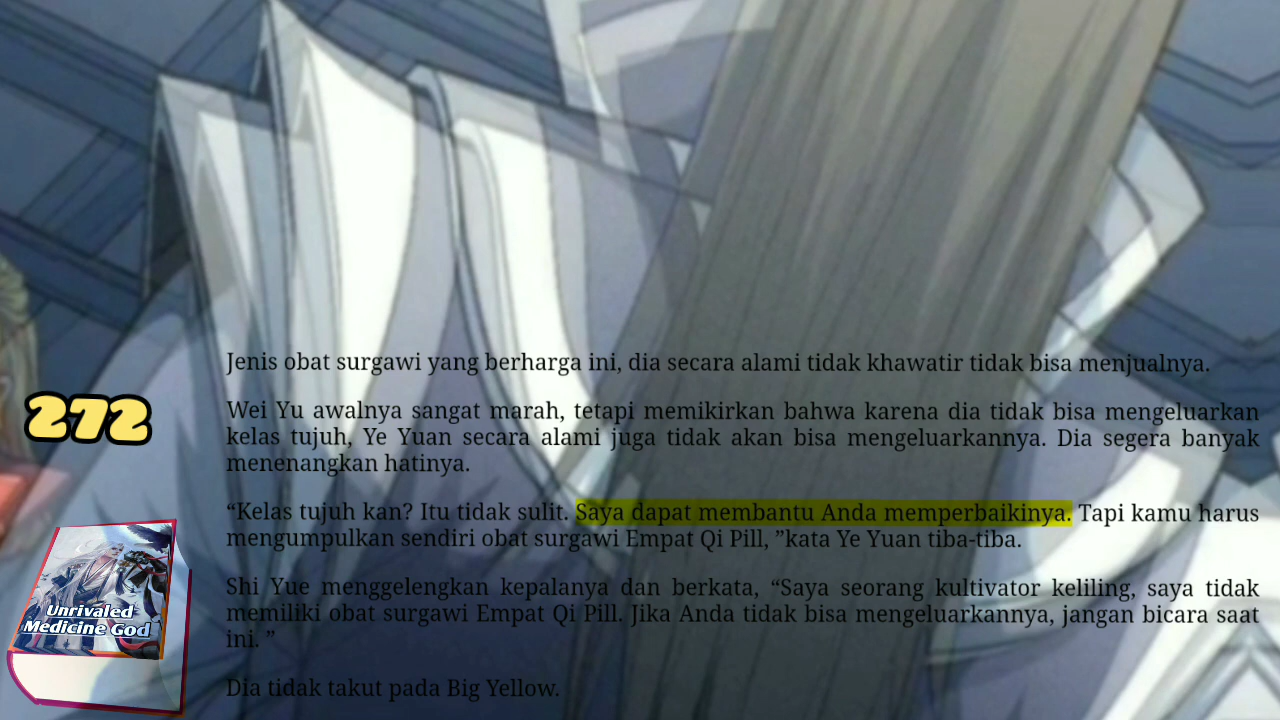 Jenis obat surgawi yang berharga ini, dia secara alami tidak khawatir tidak bisa menjualnya.
Wei Yu awalnya sangat marah, tetapi memikirkan bahwa karena dia tidak bisa mengeluarkan
kelas tujuh, Ye Yuan secara alami juga tidak akan bisa mengeluarkannya. Dia segera banyak
menenangkan hatinya.
“Kelas tujuh kan? Itu tidak sulit. Saya dapat membantu Anda memperbaikinya. Tapi kamu harus
mengumpulkan sendiri obat surgawi Empat Qi Pill, ”kata Ye Yuan tiba-tiba.
Shi Yue menggelengkan kepalanya dan berkata, “Saya seorang kultivator keliling, saya tidak
memiliki obat surgawi Empat Qi Pill. Jika Anda tidak bisa mengeluarkannya, jangan bicara saat
ini. ”
Dia tidak takut pada Big Yellow.
272
Unrivaled
Medicine God